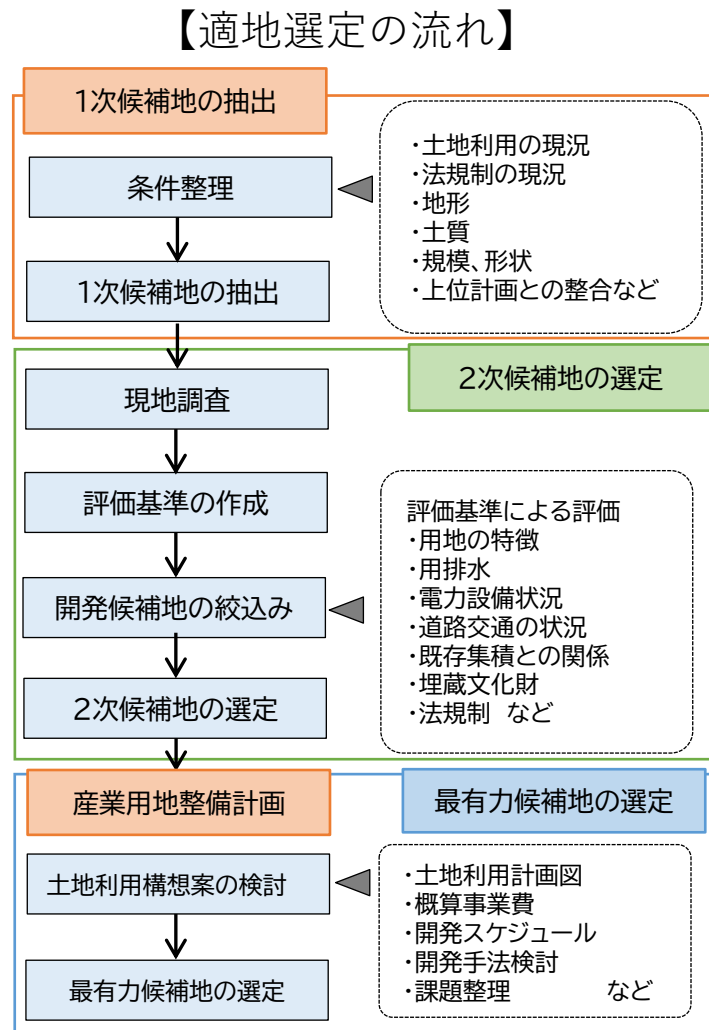 【適地選定の流れ】
1次候補地の抽出
条件整理
・土地利用の現況
・法規制の現況
・地形
・土質
・規模、形状
・上位計画との整合など
1次候補地の抽出
2次候補地の選定
現地調査
評価基準の作成
開発候補地の絞込み
評価基準による評価
・用地の特徴
・用排水
・電力設備状況
・道路交通の状況
・既存集積との関係
・埋蔵文化財
・法規制 など
2次候補地の選定
産業用地整備計画
最有力候補地の選定
土地利用構想案の検討
・土地利用計画図
・概算事業費
・開発スケジュール
・開発手法検討
・課題整理 など
最有力候補地の選定